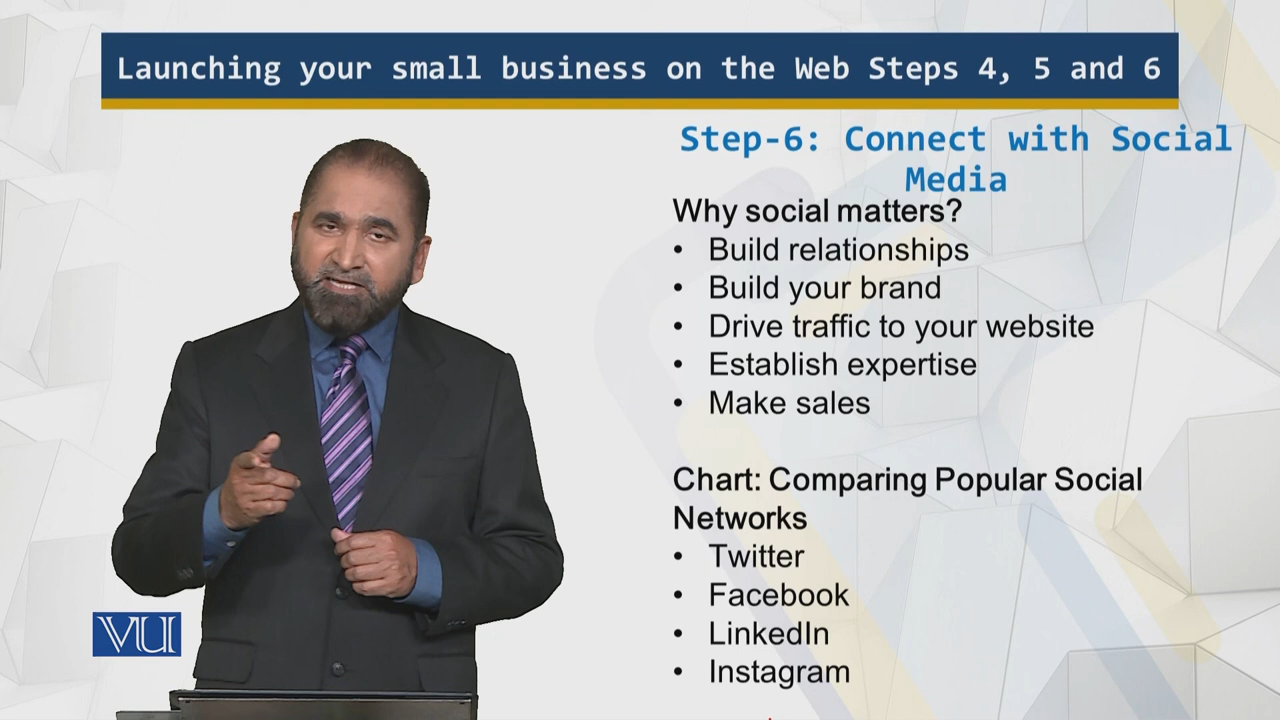 Launching your small business on the Web Steps 4, 5 and 6
Step-6: Connect with Social
Media
Why social matters?
• Build relationships
• Build your brand
• Drive traffic to your website
• Establish expertise
• Make sales
Chart: Comparing Popular Social
Networks
• Twitter
• Facebook
• LinkedIn
• Instagram
VU